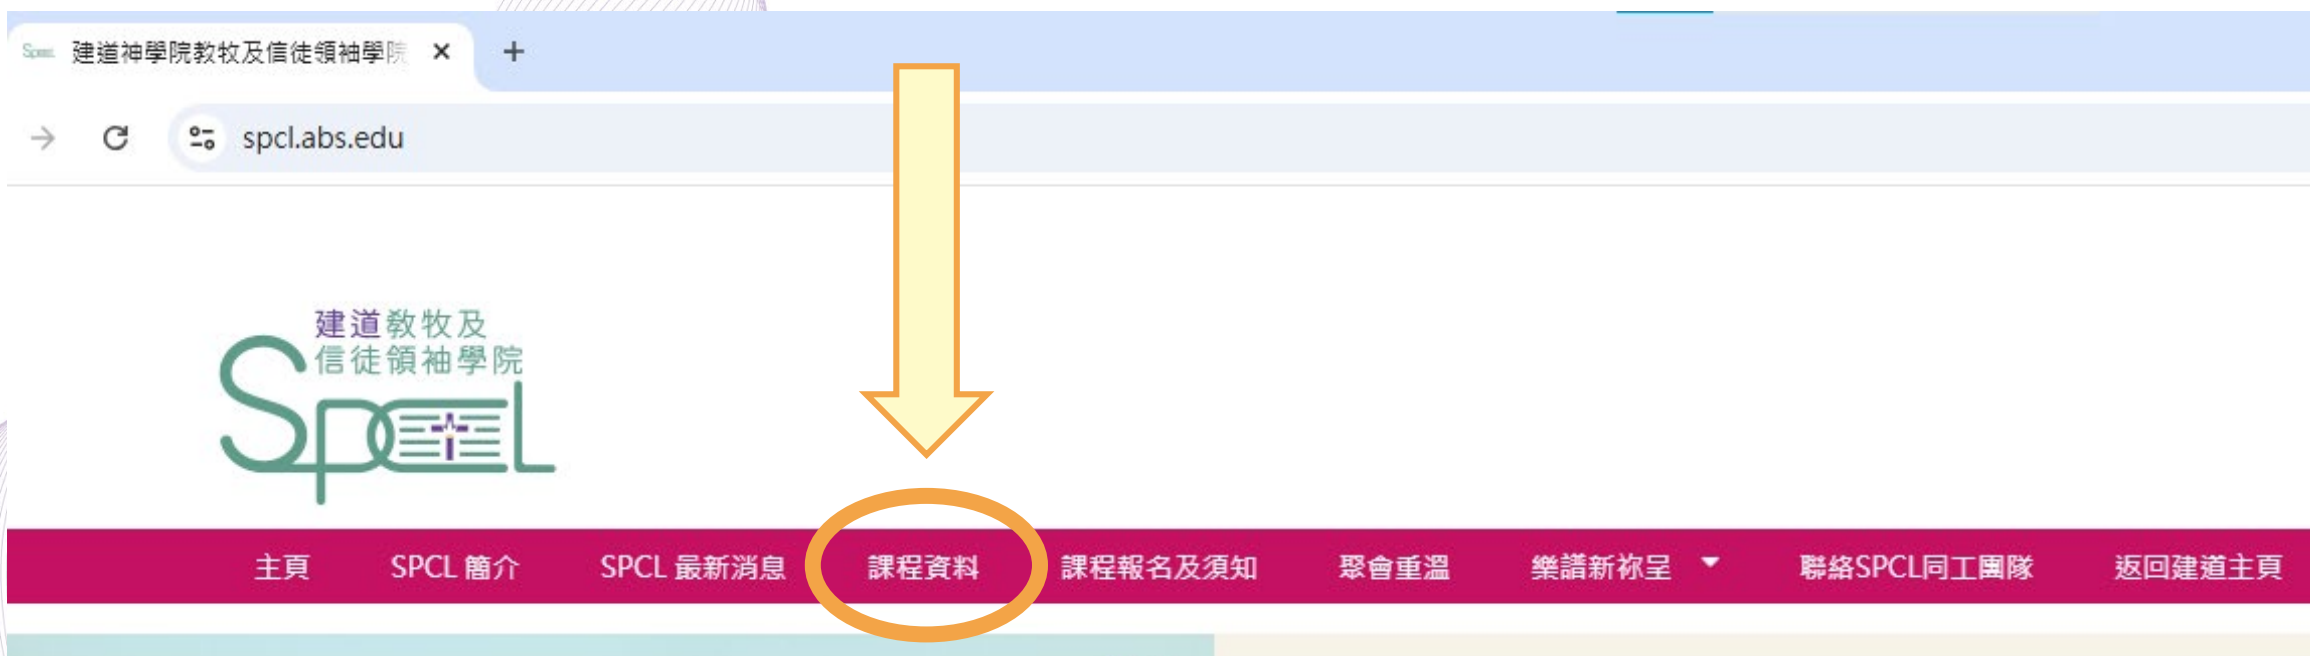 建道神學院教牧及信徒領袖學院
spcl.abs.edu
建道教牧及
信徒領袖學院
SPCL
主頁 SPCL 簡介 SPCL 最新消息 課程資料 課程報名及須知 聚會重溫 樂譜新祢呈 聯絡SPCL同工團隊 返回建道主頁